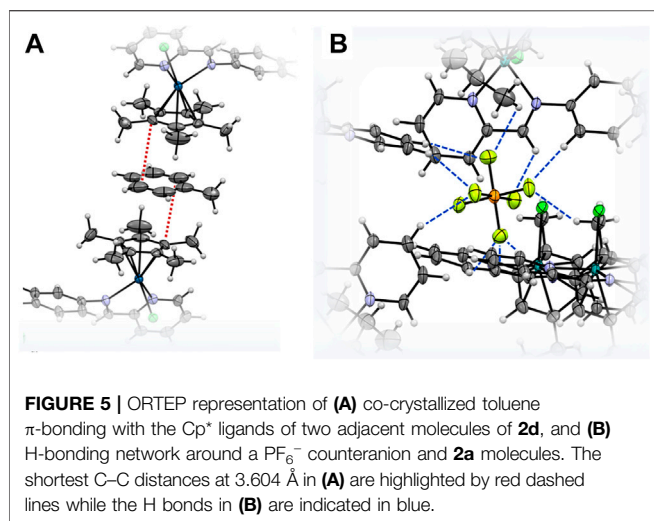 A
B
FIGURE 5 | ORTEP representation of (A) co-crystallized toluene
π-bonding with the Cp* ligands of two adjacent molecules of 2d, and (B)
H-bonding network around a PF₆⁻ counteranion and 2a molecules. The
shortest C–C distances at 3.604 Å in (A) are highlighted by red dashed
lines while the H bonds in (B) are indicated in blue.